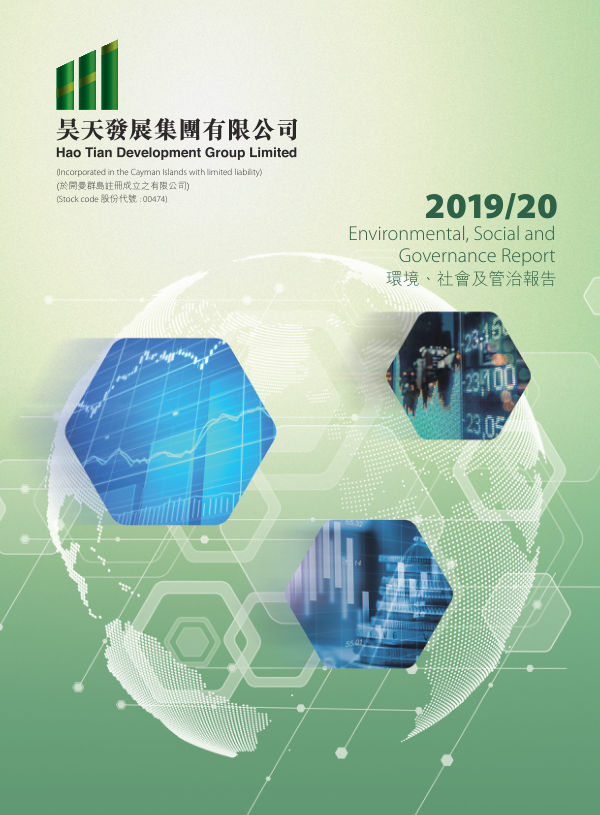 昊天發展集團有限公司
Hao Tian Development Group Limited
(Incorporated in the Cayman Islands with limited liability)
(於開曼群島註冊成立之有限公司)
(Stock code 股份代號 : 00474)
2019/20
Environmental, Social and
Governance Report
環境、社會及管治報告
23,100